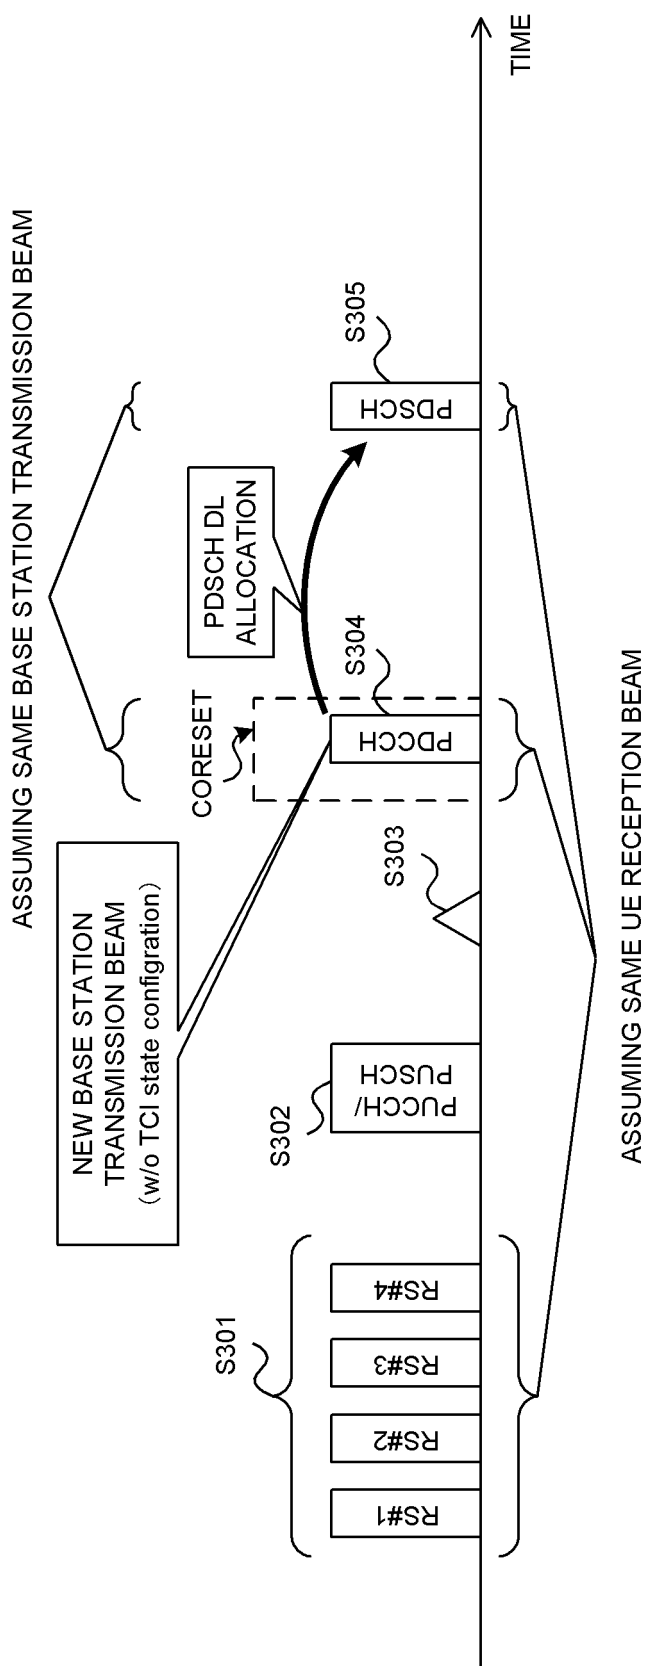 ASSUMING SAME BASE STATION TRANSMISSION BEAM
NEW BASE STATION
TRANSMISSION BEAM
(w/o TCI state configration)
CORESET
PDSCH DL
ALLOCATION
S301
S302
S303
S304
S305
RS#1
RS#2
RS#3
RS#4
PUCCH/
PUSCH
PDCCH
PDSCH
TIME
ASSUMING SAME UE RECEPTION BEAM